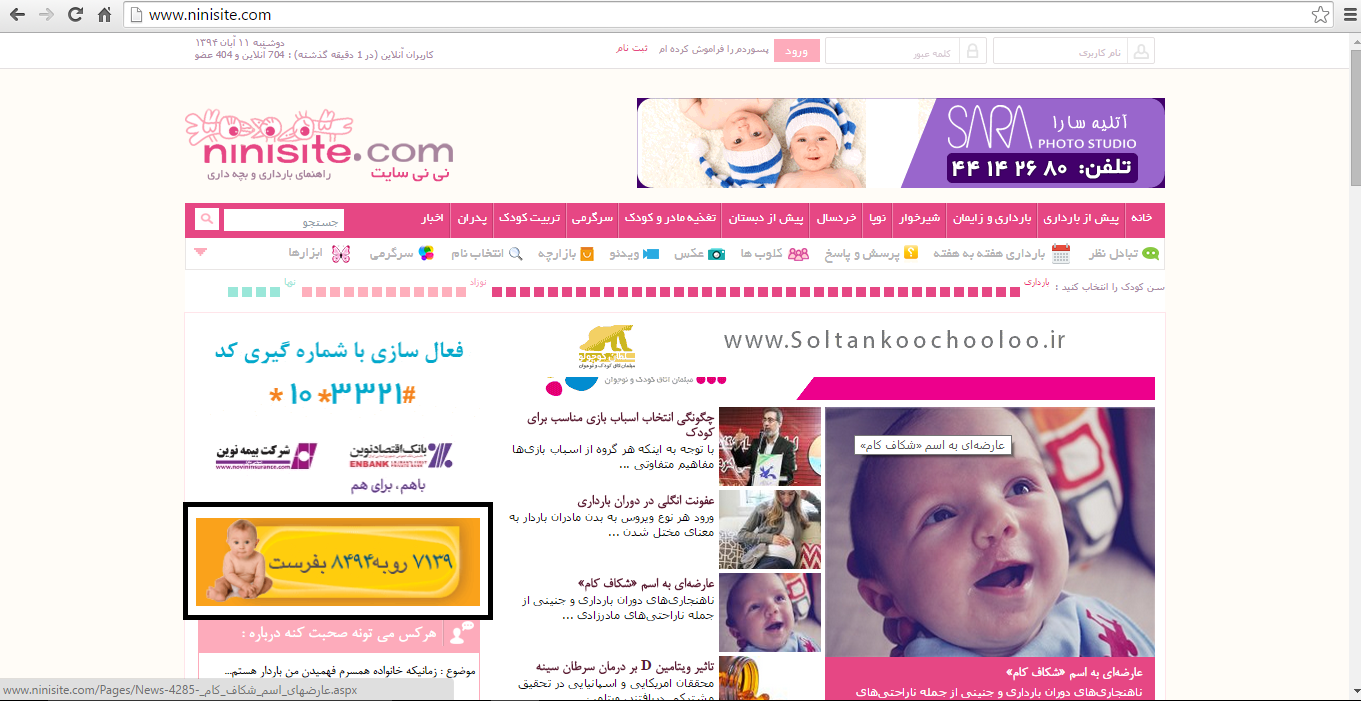 www.ninisite.com
دوشنبه ۱۱ آبان ۱۳۹۴
کاربران آنلاین (در 1 دقیقه گذشته) : 704 آنلاین و 404 عضو
نام کاربری
کلمه عبور
ورود
پسوردم را فراموش کرده ام
ثبت نام
ninisite.com
نی نی سایت
راهنمای بارداری و بچه داری
SARA
آتلیه سارا
PHOTO STUDIO
تلفن: ۸۰ ۲۶ ۱۴ ۴۴
خانه
پیش از بارداری
بارداری و زایمان
شیرخوار
نوپا
خردسال
پیش از دبستان
تغذیه مادر و کودک
سرگرمی
تربیت کودک
پدران
اخبار
جستجو
تبادل نظر
بارداری هفته به هفته
پرسش و پاسخ
کلوب ها
عکس
ویدئو
بازارچه
انتخاب نام
سرگرمی
ابزارها
سن کودک را انتخاب کنید :
بارداری
نوزاد
نوپا
www.Soltankoochooloo.ir
سلطان کوچولو
مبلمان اتاق کودک و نوجوان
مبلمان اتاق کودک و نوجوان
فعال سازی با شماره گیری کد
* ۱۰ *۳۳۲۱#
بانک اقتصادنوین
ENBANK
شرکت بیمه نوین
www.novininsurance.com
باهم، برای هم
۷۱۳۹ رو به ۸۴۹۴ بفرست
هرکس می تونه صحبت کنه درباره :
موضوع : زمانیکه خانواده همسرم فهمیدن من باردار هستم...
چگونگی انتخاب اسباب بازی مناسب برای
کودک
با توجه به اینکه هر گروه از اسباب بازی‌ها
مفاهیم متفاوتی ...
عفونت انگلی در دوران بارداری
ورود هر نوع ویروس به بدن مادران باردار به
معنای مختل شدن ...
عارضه‌ای به اسم «شکاف کام»
ناهنجاری‌های دوران بارداری و جنینی از
جمله ناراحتی‌های مادرزادی ...
تاثیر ویتامین D بر درمان سرطان سینه
محققان امریکایی و اسپانیایی در تحقیق
مشترکی دریافتند ویتامین
عارضه‌ای به اسم «شکاف کام»
عارضه‌ای به اسم «شکاف کام»
ناهنجاری‌های دوران بارداری و جنینی از جمله ناراحتی‌های
www.ninisite.com/Pages/News-4285-_عارضهای_اسم_شکاف_کام.aspx